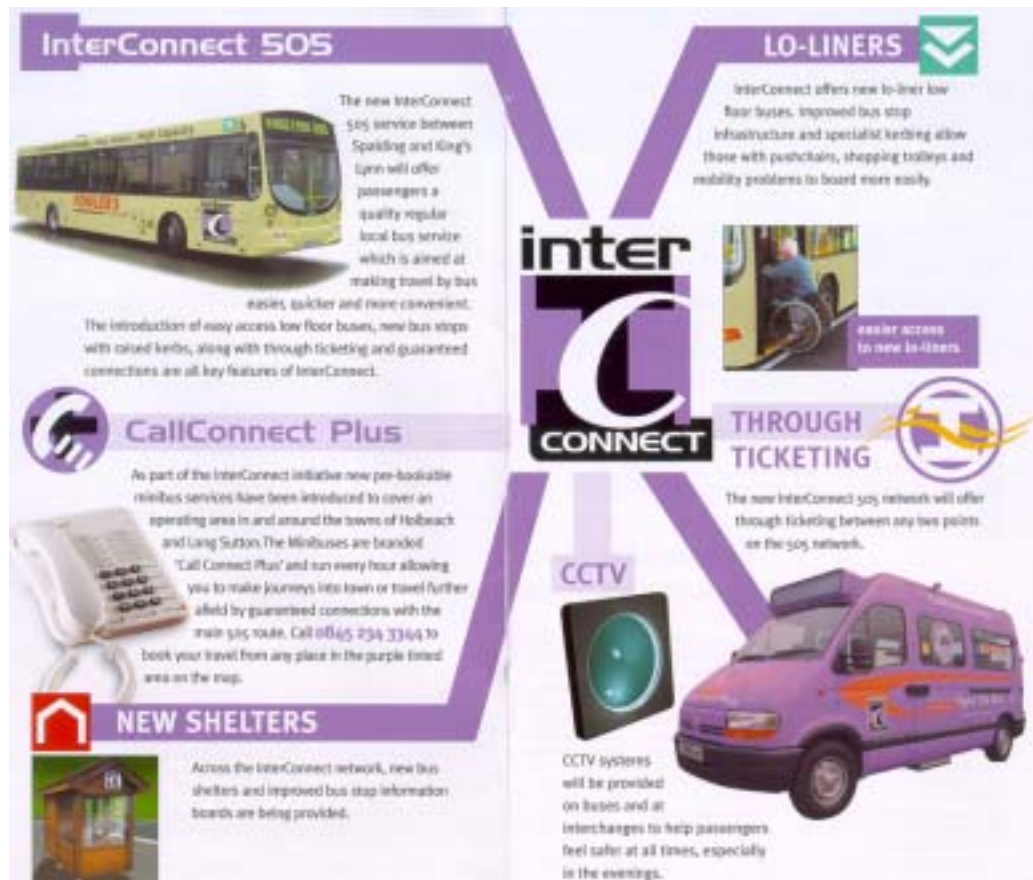 InterConnect 505
The new InterConnect
505 service between
Spalding and King's
Lynn will offer
passengers a
quality regular
local bus service
which is aimed at
making travel by bus
easier, quicker and more convenient.
The introduction of easy access low floor buses, new bus stops
with raised kerbs, along with through ticketing and guaranteed
connections are all key features of InterConnect.
FOWLER'S
CallConnect Plus
As part of the InterConnect initiative new pre-bookable
minibus services have been introduced to cover an
operating area in and around the towns of Holbeach
and Long Sutton. The Minibuses are branded
'Call Connect Plus' and run every hour allowing
you to make journeys into town or travel further
afield by guaranteed connections with the
main 505 route. Call 0845 234 3344 to
book your travel from any place in the purple tinted
area on the map.
NEW SHELTERS
Across the InterConnect network, new bus
shelters and improved bus stop information
boards are being provided.
inter
C
CONNECT
LO-LINERS
InterConnect offers new lo-liner low
floor buses. Improved bus stop
infrastructure and specialist kerbing allow
those with pushchairs, shopping trolleys and
mobility problems to board more easily.
easier access
to new lo-liners
THROUGH
TICKETING
The new InterConnect 505 network will offer
through ticketing between any two points
on the 505 network.
CCTV
CCTV systems
will be provided
on buses and at
interchanges to help passengers
feel safer at all times, especially
in the evenings.